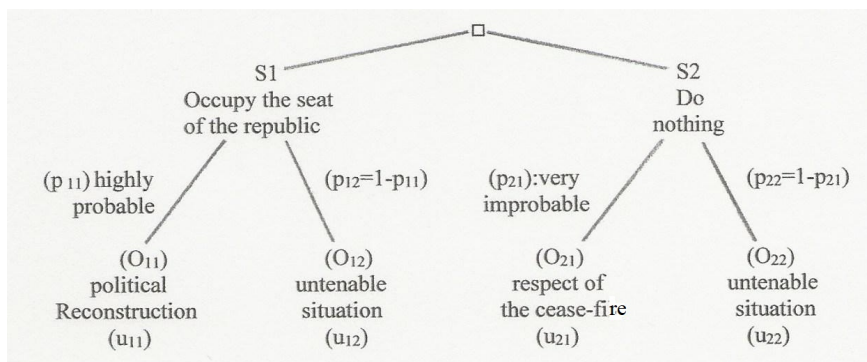 S1
Occupy the seat
of the republic
S2
Do
nothing
(p 11) highly
probable
(p12=1-p11)
(p21):very
improbable
(p22=1-p21)
(O11)
political
Reconstruction
(u11)
(O12)
untenable
situation
(u12)
(O21)
respect of
the cease-fire
(u21)
(O22)
untenable
situation
(u22)